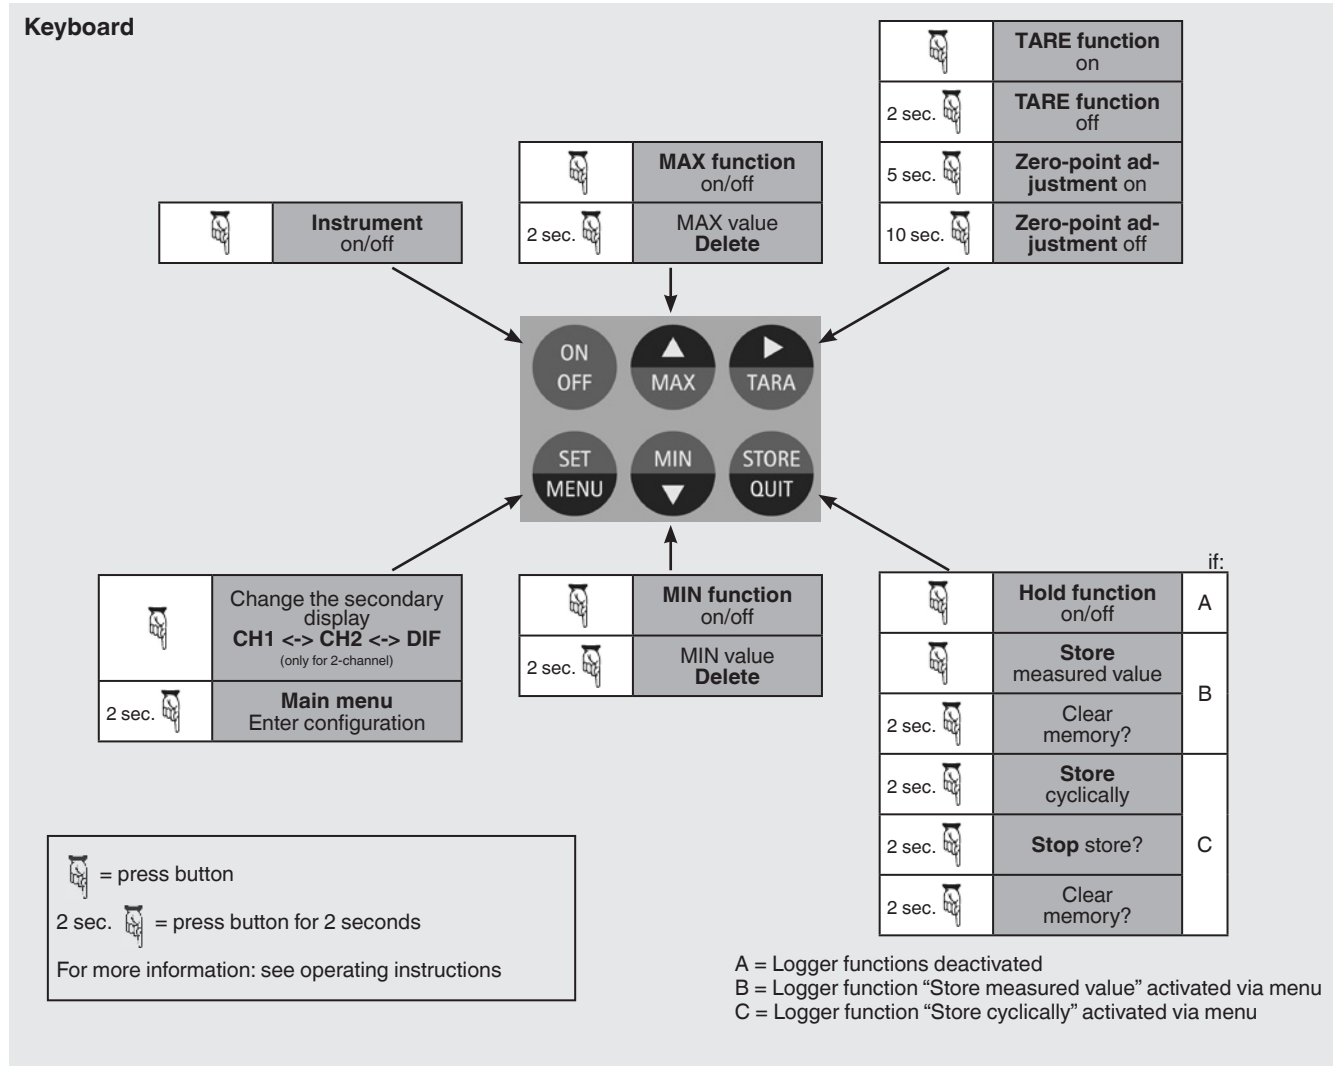 Keyboard
TARE function
on
2 sec.
TARE function
off
5 sec.
Zero-point ad-
justment on
10 sec.
Zero-point ad-
justment off
MAX function
on/off
2 sec.
MAX value
Delete
Instrument
on/off
ON
OFF
MAX
TARA
SET
MENU
MIN
STORE
QUIT
Change the secondary
display
CH1 <-> CH2 <-> DIF
(only for 2-channel)
2 sec.
Main menu
Enter configuration
MIN function
on/off
2 sec.
MIN value
Delete
if:
Hold function
on/off
A
Store
measured value
B
2 sec.
Clear
memory?
2 sec.
Store
cyclically
2 sec.
Stop store?
C
2 sec.
Clear
memory?
= press button
2 sec. = press button for 2 seconds
For more information: see operating instructions
A = Logger functions deactivated
B = Logger function “Store measured value” activated via menu
C = Logger function “Store cyclically” activated via menu